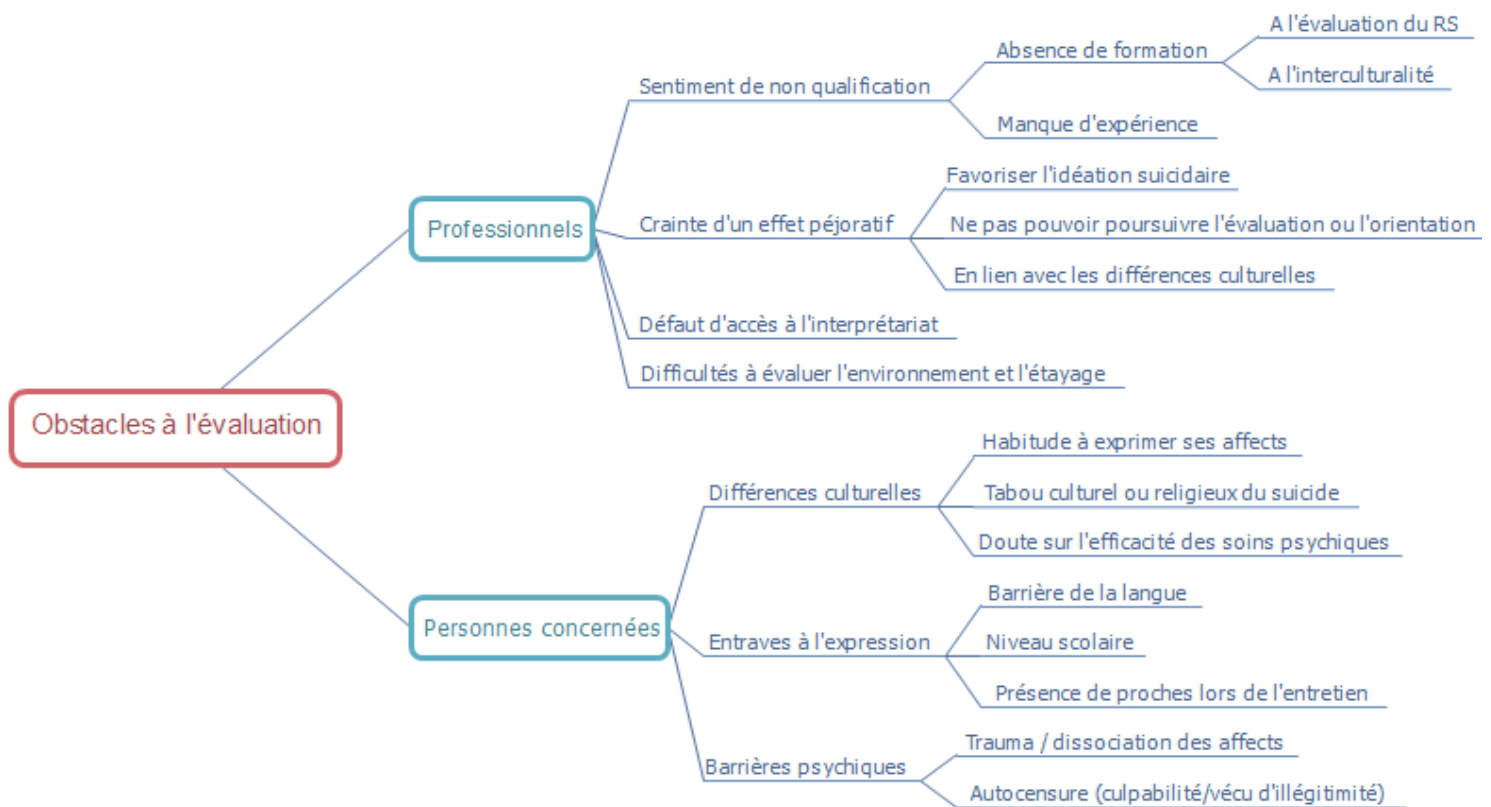 Obstacles à l'évaluation
Professionnels
Sentiment de non qualification
Absence de formation
A l'évaluation du RS
A l'interculturalité
Manque d'expérience
Crainte d'un effet péjoratif
Favoriser l'idéation suicidaire
Ne pas pouvoir poursuivre l'évaluation ou l'orientation
En lien avec les différences culturelles
Défaut d'accès à l'interprétariat
Difficultés à évaluer l'environnement et l'étayage
Personnes concernées
Différences culturelles
Habitude à exprimer ses affects
Tabou culturel ou religieux du suicide
Doute sur l'efficacité des soins psychiques
Entraves à l'expression
Barrière de la langue
Niveau scolaire
Présence de proches lors de l'entretien
Barrières psychiques
Trauma / dissociation des affects
Autocensure (culpabilité/vécu d'illégitimité)